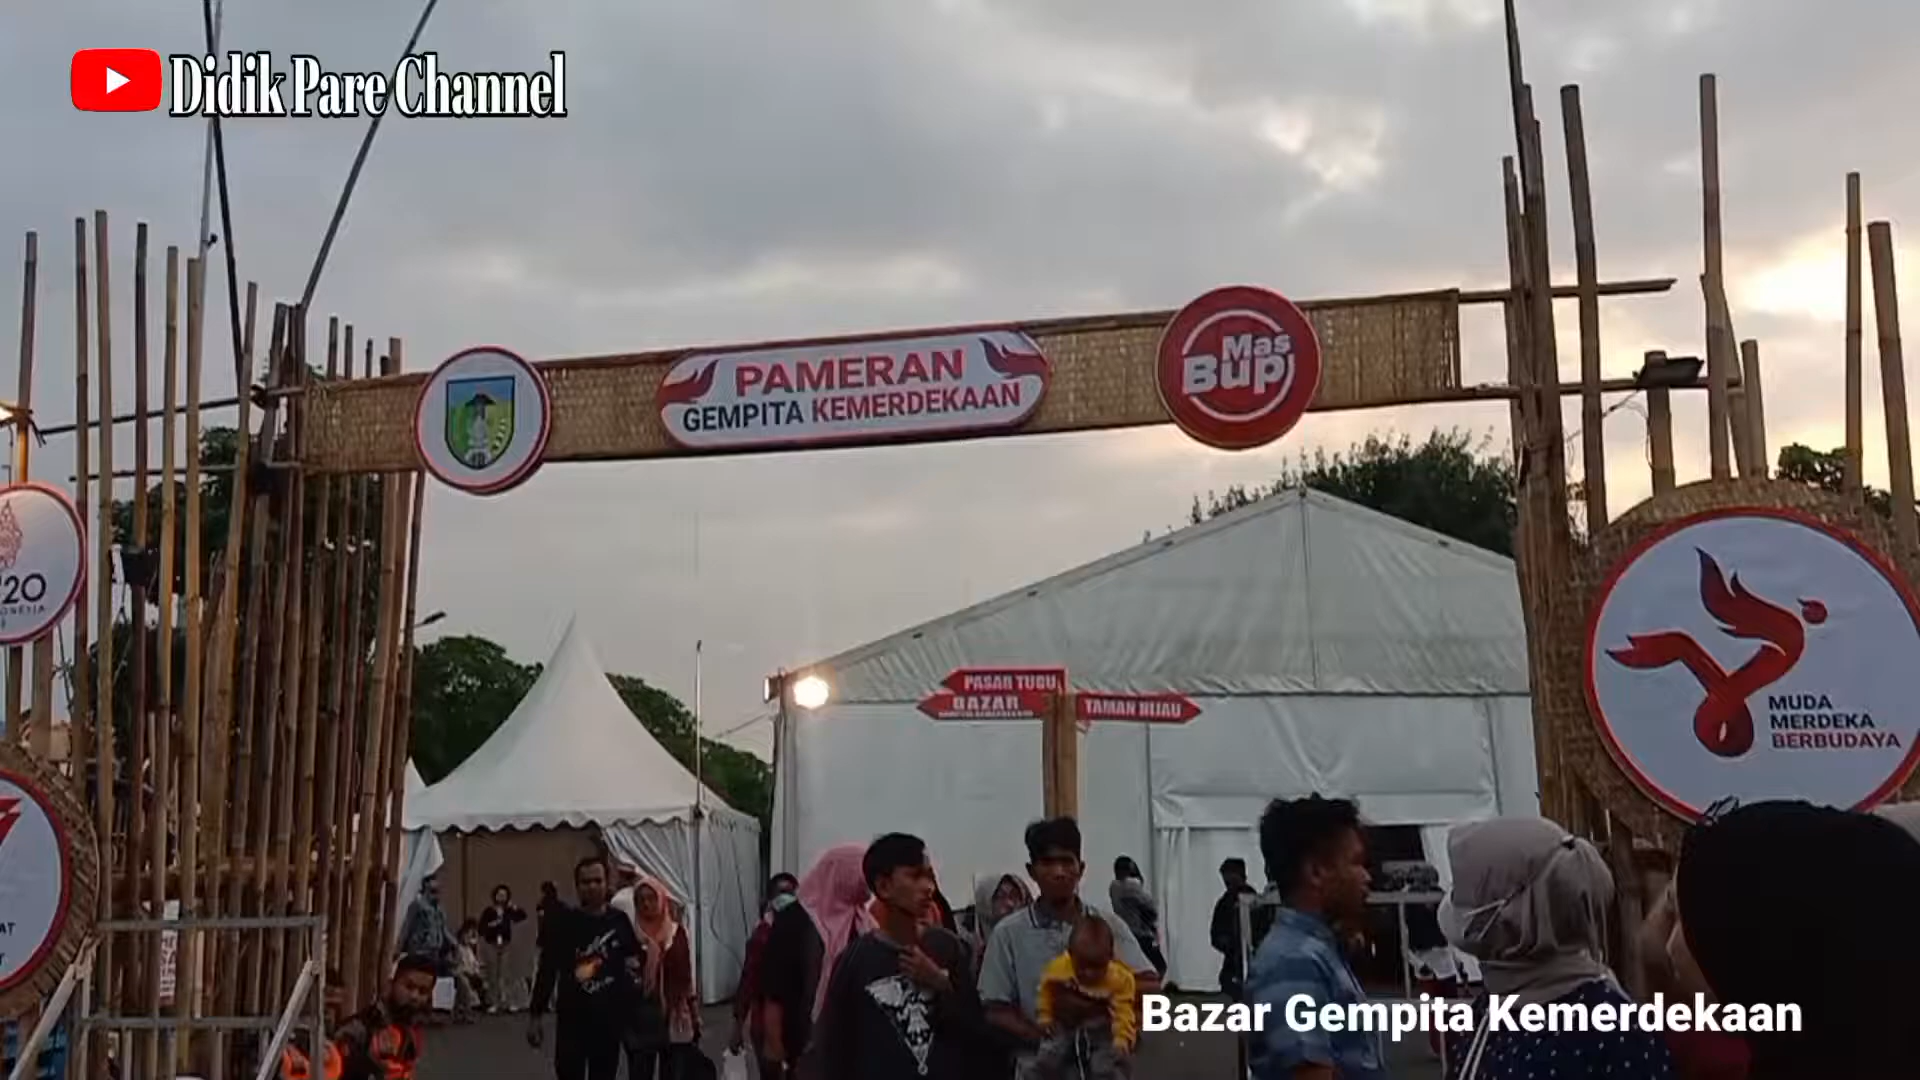 Didik Pare Channel
PAMERAN
GEMPITA KEMERDEKAAN
Mas
Bup
20
PASAR TUGU
BAZAR
TAMAN HIJAU
MUDA
MERDEKA
BERBUDAYA
Bazar Gempita Kemerdekaan